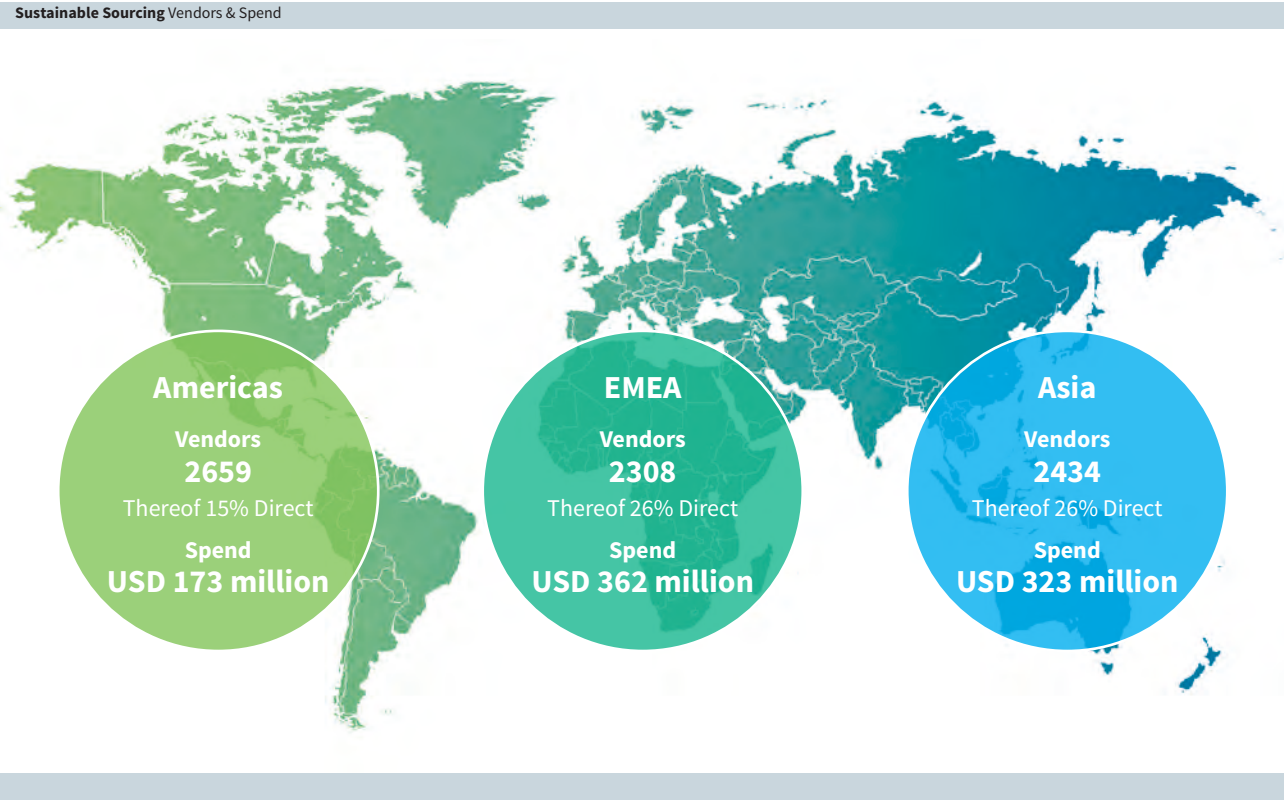 Sustainable Sourcing Vendors & Spend
Americas
Vendors
2659
Thereof 15% Direct
Spend
USD 173 million
EMEA
Vendors
2308
Thereof 26% Direct
Spend
USD 362 million
Asia
Vendors
2434
Thereof 26% Direct
Spend
USD 323 million